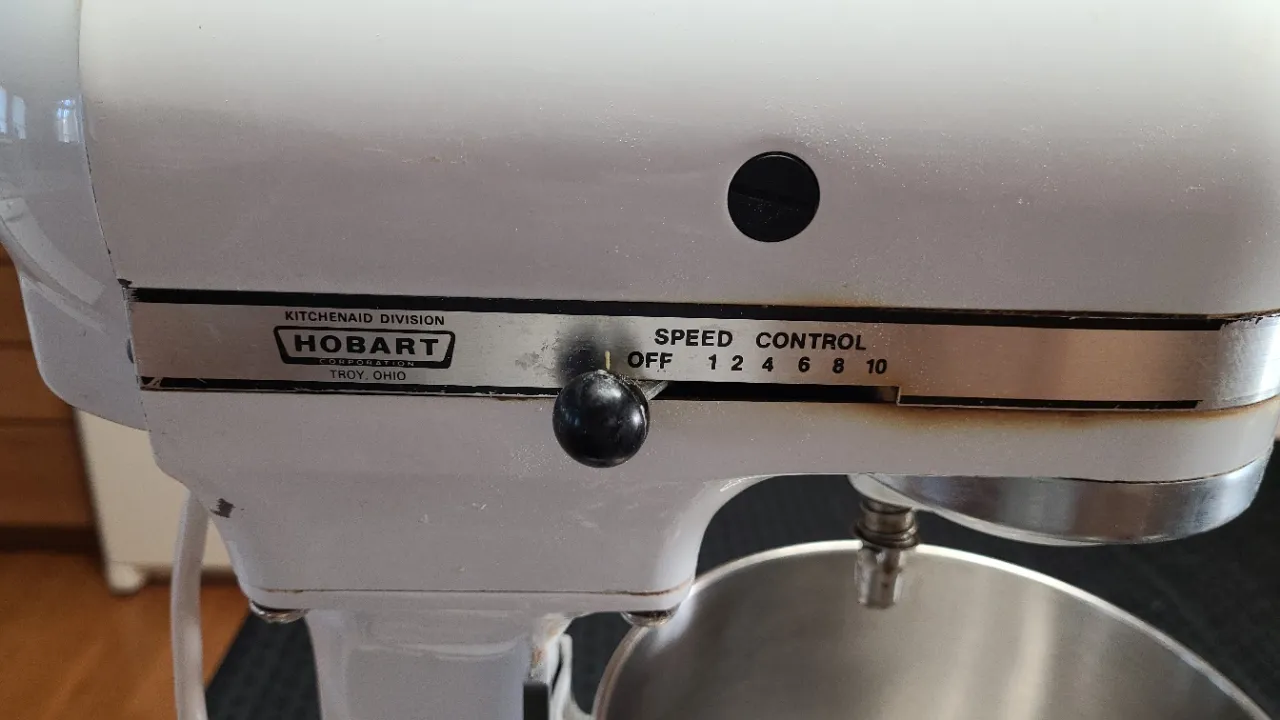 KITCHENAID DIVISION
HOBART
CORPORATION
TROY, OHIO
SPEED CONTROL
OFF 1 2 4 6 8 10